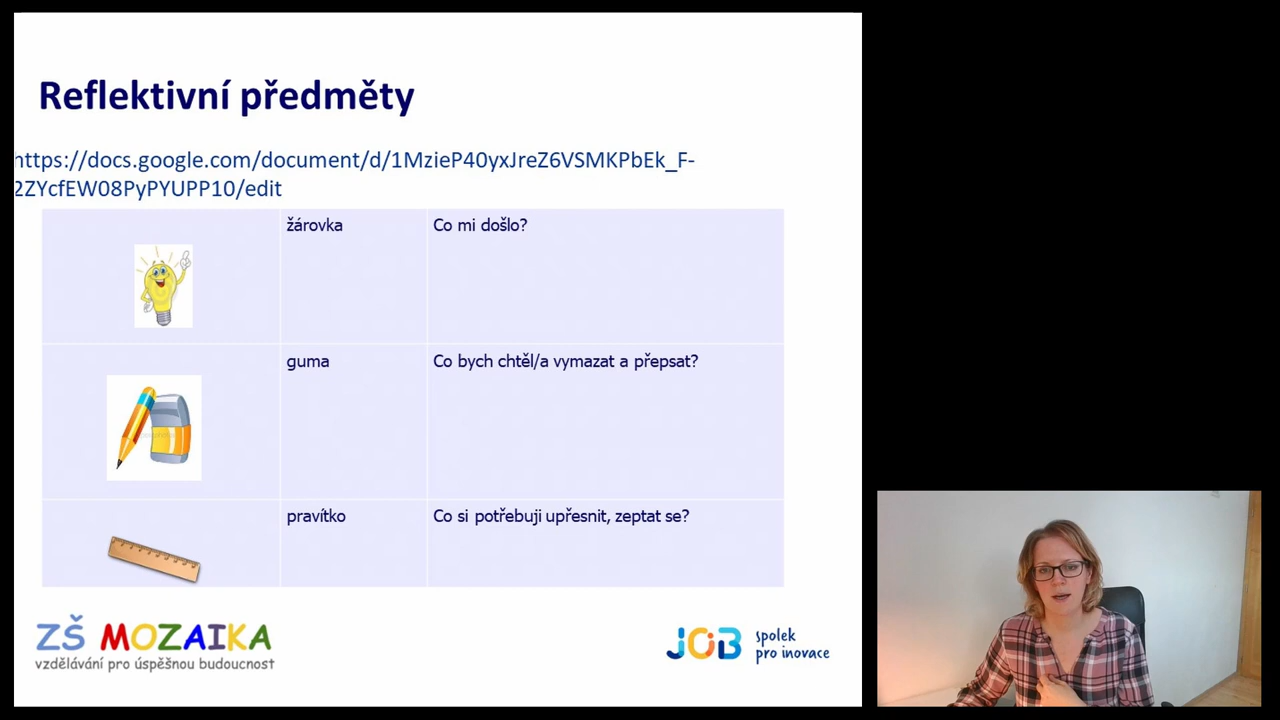 Reflektivní předměty
https://docs.google.com/document/d/1MzieP40yxJreZ6VSMKPbEk_F-
2ZYcfEW08PyPYUPP10/edit
žárovka Co mi došlo?
guma Co bych chtěl/a vymazat a přepsat?
pravítko Co si potřebuji upřesnit, zeptat se?
ZŠ MOZAIKA
vzdělávání pro úspěšnou budoucnost
JOB spolek
pro inovace